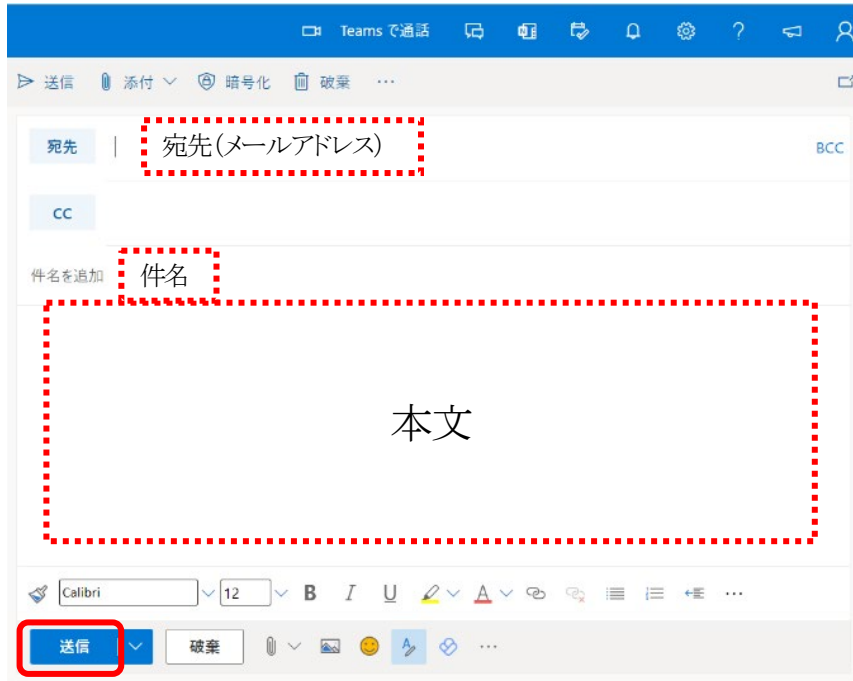 Teams で通話
送信 添付 暗号化 破棄 …
宛先 宛先(メールアドレス) BCC
CC
件名を追加 件名
本文
Calibri 12 B I U A …
送信 破棄 …